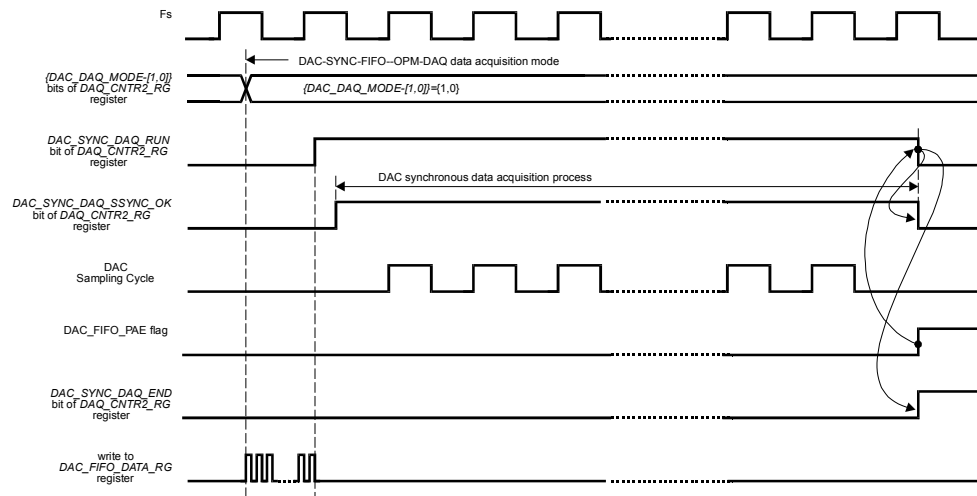 Fs
DAC-SYNC-FIFO--OPM-DAQ data acquisition mode
{DAC_DAQ_MODE-[1,0]}
bits of DAQ_CNTR2_RG
register
{DAC_DAQ_MODE-[1,0]}={1,0}
DAC_SYNC_DAQ_RUN
bit of DAQ_CNTR2_RG
register
DAC synchronous data acquisition process
DAC_SYNC_DAQ_SSYNC_OK
bit of DAQ_CNTR2_RG
register
DAC
Sampling Cycle
DAC_FIFO_PAE flag
DAC_SYNC_DAQ_END
bit of DAQ_CNTR2_RG
register
write to
DAC_FIFO_DATA_RG
register